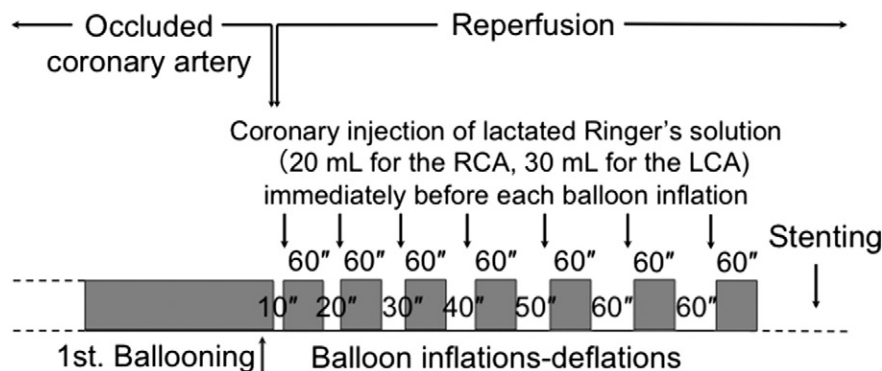 Occluded coronary artery
Reperfusion
Coronary injection of lactated Ringer’s solution
(20 mL for the RCA, 30 mL for the LCA)
immediately before each balloon inflation
Stenting
60″ 60″ 60″ 60″ 60″ 60″ 60″
10″ 20″ 30″ 40″ 50″ 60″ 60″
1st. Ballooning Balloon inflations-deflations